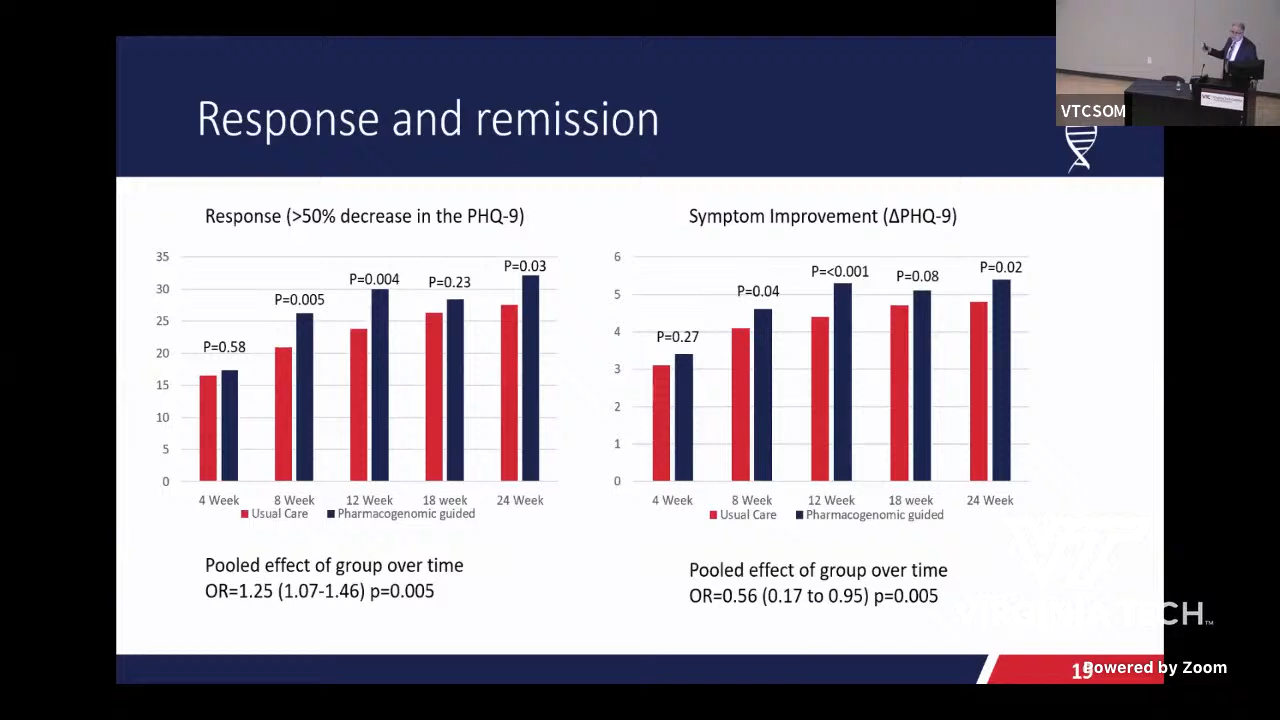 VTCSOM
Response and remission
Response (>50% decrease in the PHQ-9)
35
30
25
20
15
10
5
0
P=0.58
P=0.005
P=0.004
P=0.23
P=0.03
4 Week
8 Week
12 Week
18 week
24 Week
Usual Care
Pharmacogenomic guided
Pooled effect of group over time
OR=1.25 (1.07-1.46) p=0.005
Symptom Improvement (ΔPHQ-9)
6
5
4
3
2
1
0
P=0.27
P=0.04
P=<0.001
P=0.08
P=0.02
4 Week
8 Week
12 Week
18 week
24 Week
Usual Care
Pharmacogenomic guided
Pooled effect of group over time
OR=0.56 (0.17 to 0.95) p=0.005
VIRGINIA TECH™
19
Powered by Zoom